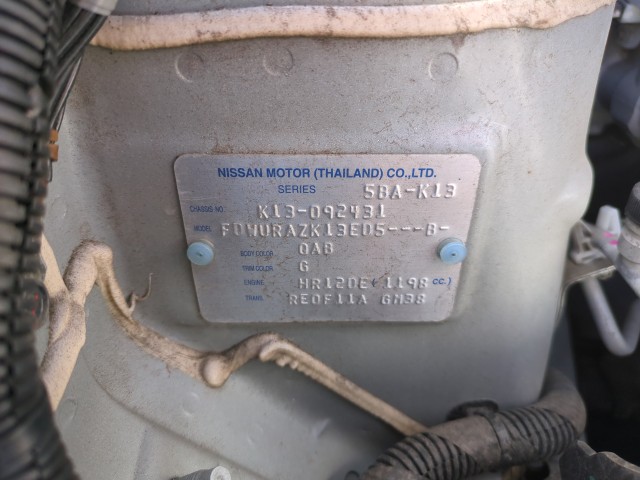 NISSAN MOTOR (THAILAND) CO.,LTD.
SERIES 5BA-K13
CHASSIS NO. K13-092431
MODEL FDWURAZK13ED5---B-
BODY COLOR QAB
TRIM COLOR G
ENGINE HR12DE( 1198 CC.)
TRANS. RE0F11A GM38